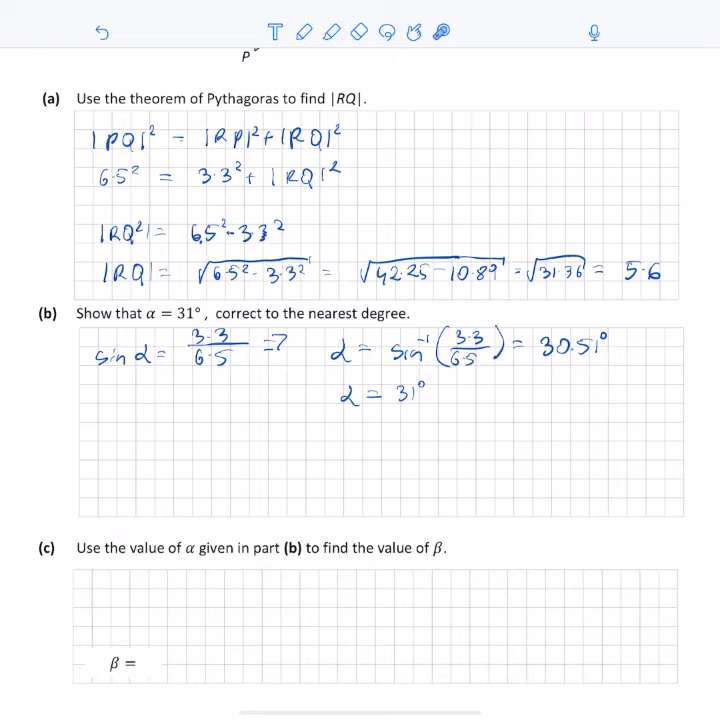 P
(a) Use the theorem of Pythagoras to find |RQ|.
|PQ|² = |RP|² + |RQ|²
6.5² = 3.3² + |RQ|²
|RQ²| = 6.5² - 3.3²
|RQ| = √6.5² - 3.3² = √42.25 - 10.89 = √31.36 = 5.6
(b) Show that α = 31°, correct to the nearest degree.
sin α = 3.3/6.5 => α = sin⁻¹(3.3/6.5) = 30.51°
α = 31°
(c) Use the value of α given in part (b) to find the value of β.
β =